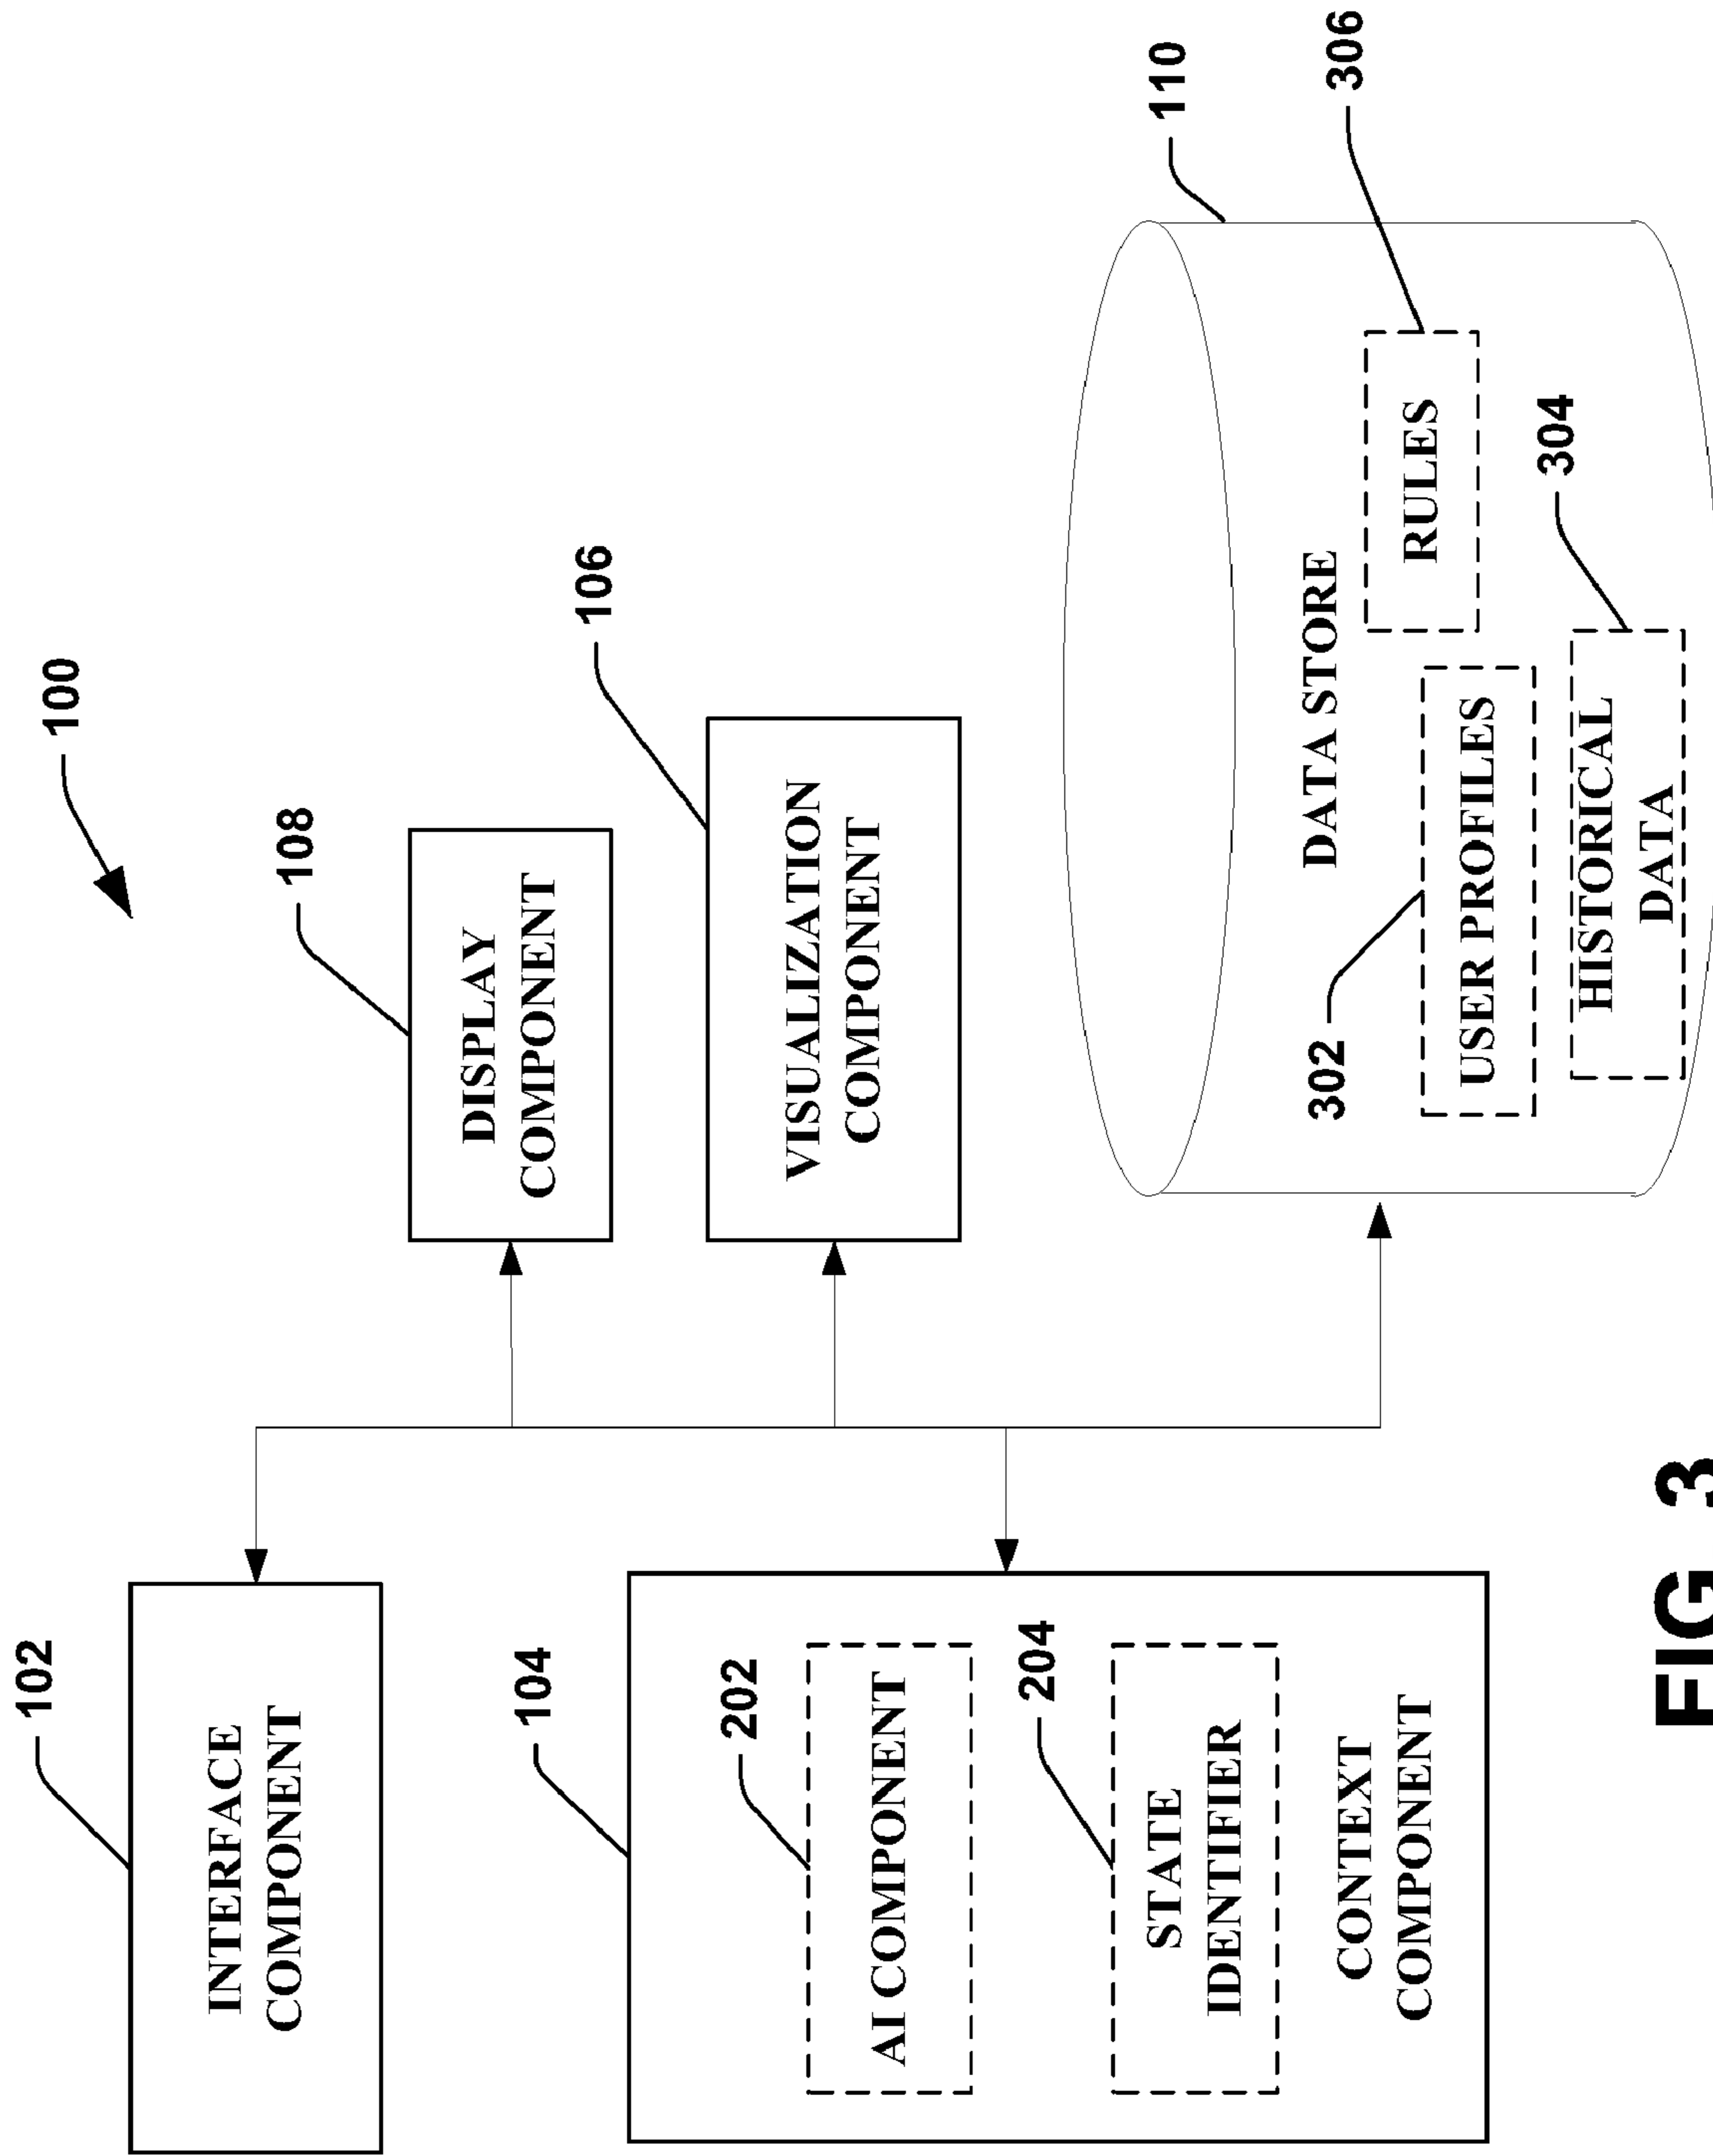 100
102
INTERFACE
COMPONENT
108
DISPLAY
COMPONENT
104
202
AI COMPONENT
204
STATE
IDENTIFIER
CONTEXT
COMPONENT
106
VISUALIZATION
COMPONENT
110
DATA STORE
302
USER PROFILES
306
RULES
304
HISTORICAL
DATA
FIG 3